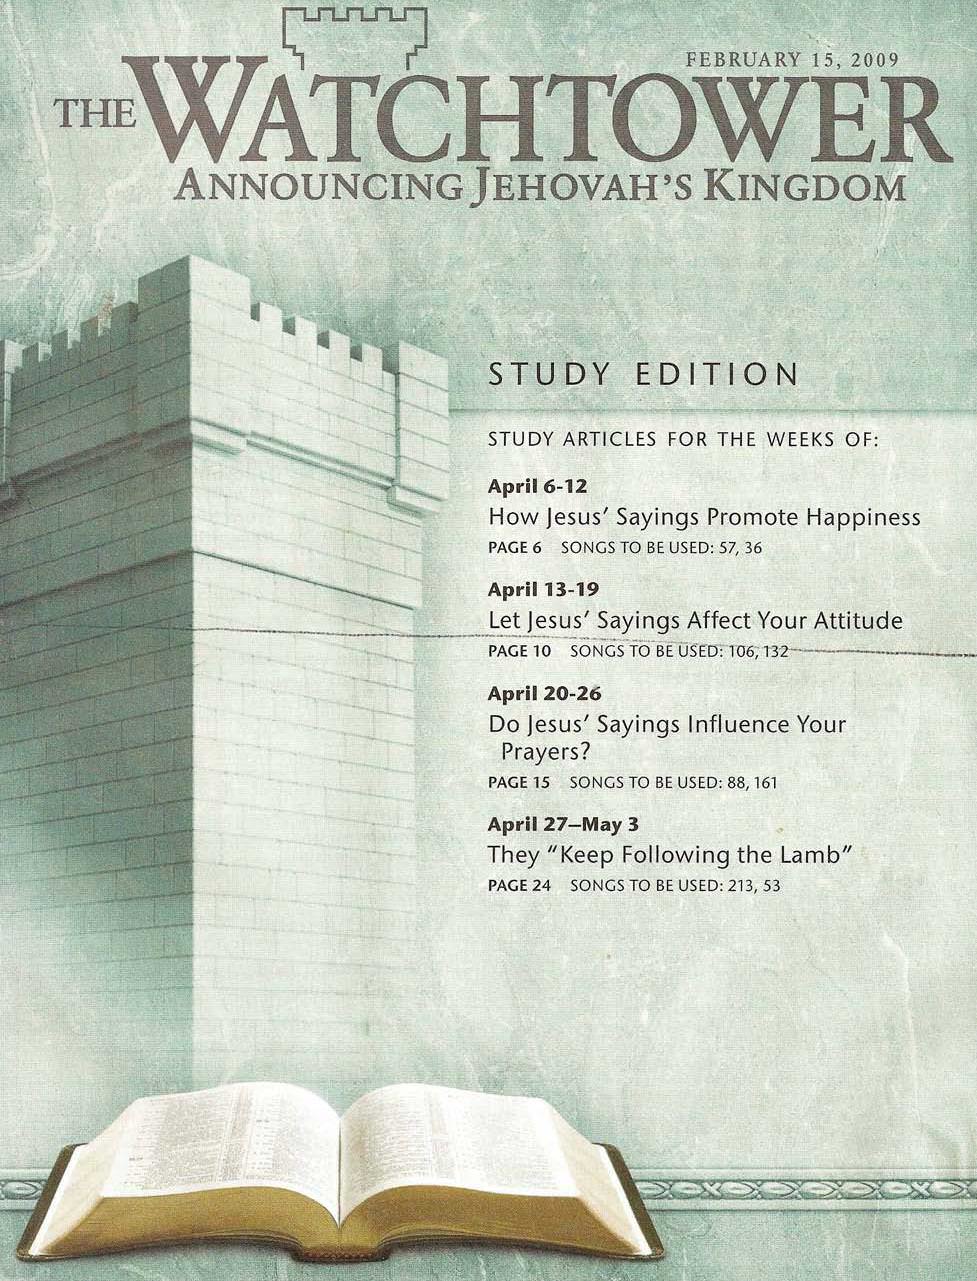 FEBRUARY 15, 2009
THE WATCHTOWER
ANNOUNCING JEHOVAH'S KINGDOM
STUDY EDITION
STUDY ARTICLES FOR THE WEEKS OF:
April 6-12
How Jesus' Sayings Promote Happiness
PAGE 6 SONGS TO BE USED: 57, 36
April 13-19
Let Jesus' Sayings Affect Your Attitude
PAGE 10 SONGS TO BE USED: 106, 132
April 20-26
Do Jesus' Sayings Influence Your
Prayers?
PAGE 15 SONGS TO BE USED: 88, 161
April 27–May 3
They “Keep Following the Lamb”
PAGE 24 SONGS TO BE USED: 213, 53